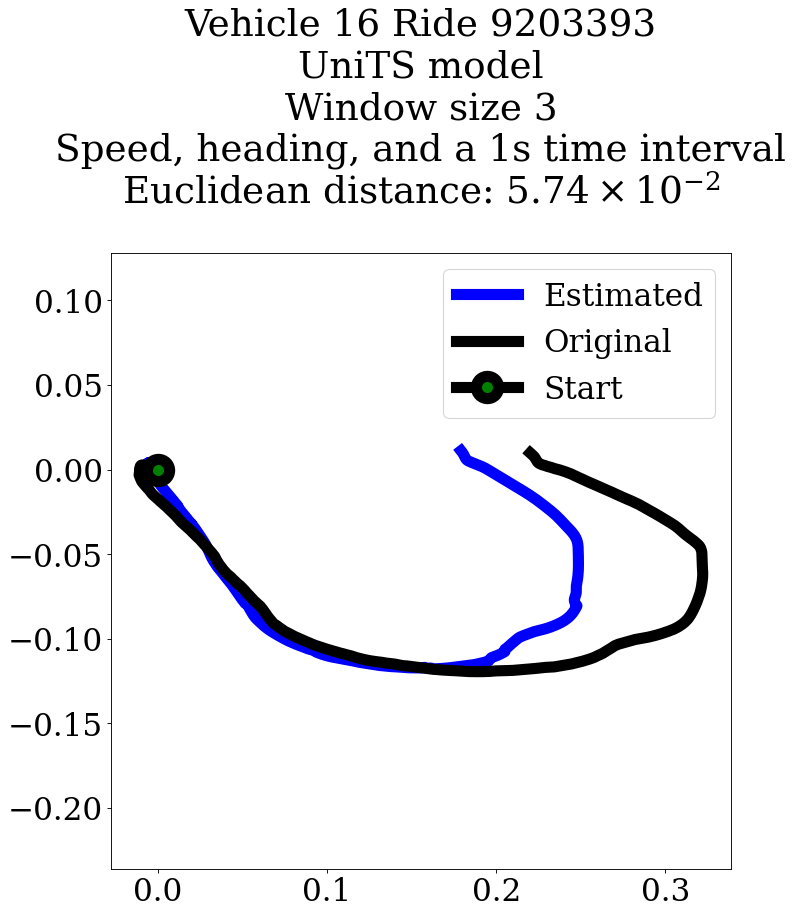 Vehicle 16 Ride 9203393
UniTS model
Window size 3
Speed, heading, and a 1s time interval
Euclidean distance: 5.74 × 10⁻²
Estimated
Original
Start
0.10
0.05
0.00
−0.05
−0.10
−0.15
−0.20
0.0 0.1 0.2 0.3